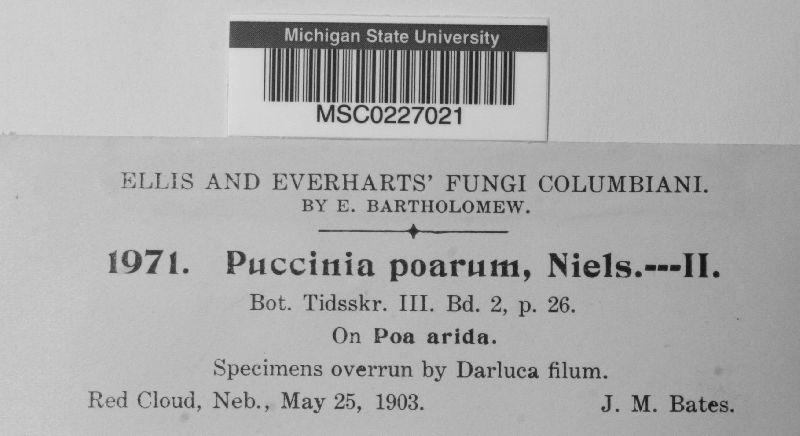 Michigan State University
MSC0227021
ELLIS AND EVERHARTS' FUNGI COLUMBIANI.
BY E. BARTHOLOMEW.
1971. Puccinia poarum, Niels.---II.
Bot. Tidsskr. III. Bd. 2, p. 26.
On Poa arida.
Specimens overrun by Darluca filum.
Red Cloud, Neb., May 25, 1903. J. M. Bates.